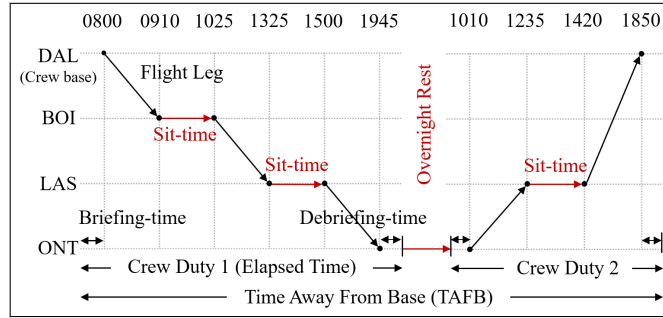 0800 0910 1025 1325 1500 1945 1010 1235 1420 1850
DAL
(Crew base)
Flight Leg
BOI
Sit-time
Overnight Rest
LAS
Sit-time
Sit-time
Briefing-time
Debriefing-time
ONT
Crew Duty 1 (Elapsed Time)
Crew Duty 2
Time Away From Base (TAFB)